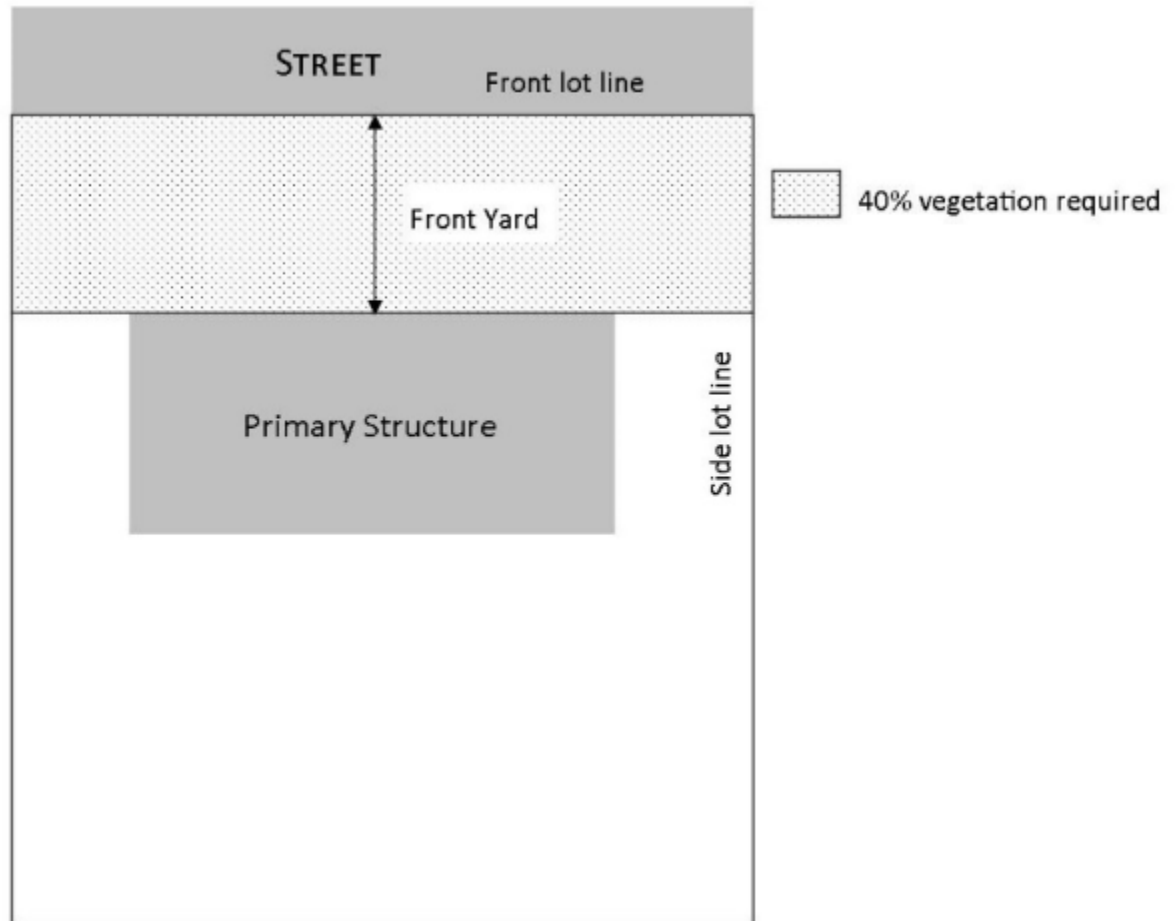 STREET
Front lot line
40% vegetation required
Front Yard
Side lot line
Primary Structure